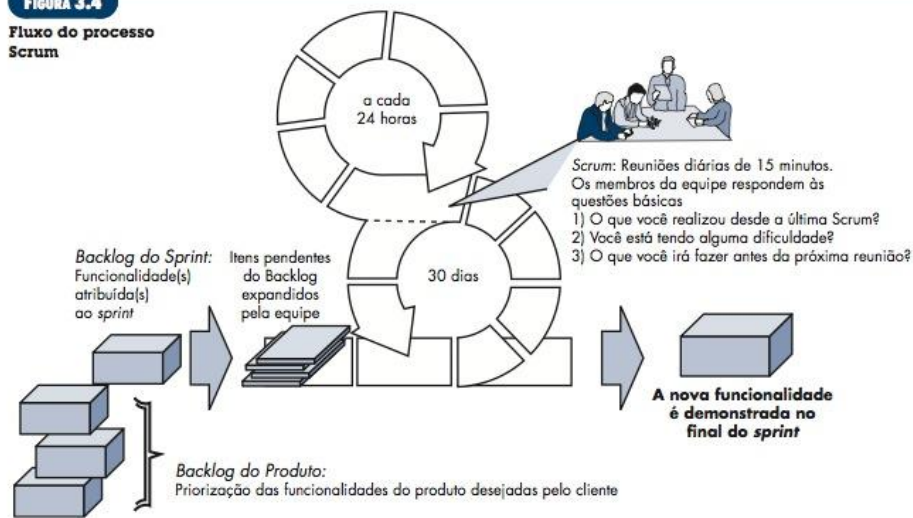 FIGURA 3.4
Fluxo do processo
Scrum
a cada
24 horas
Scrum: Reuniões diárias de 15 minutos.
Os membros da equipe respondem às
questões básicas
1) O que você realizou desde a última Scrum?
2) Você está tendo alguma dificuldade?
3) O que você irá fazer antes da próxima reunião?
Backlog do Sprint:
Funcionalidade(s)
atribuída(s)
ao sprint
Itens pendentes
do Backlog
expandidos
pela equipe
30 dias
A nova funcionalidade
é demonstrada no
final do sprint
Backlog do Produto:
Priorização das funcionalidades do produto desejadas pelo cliente